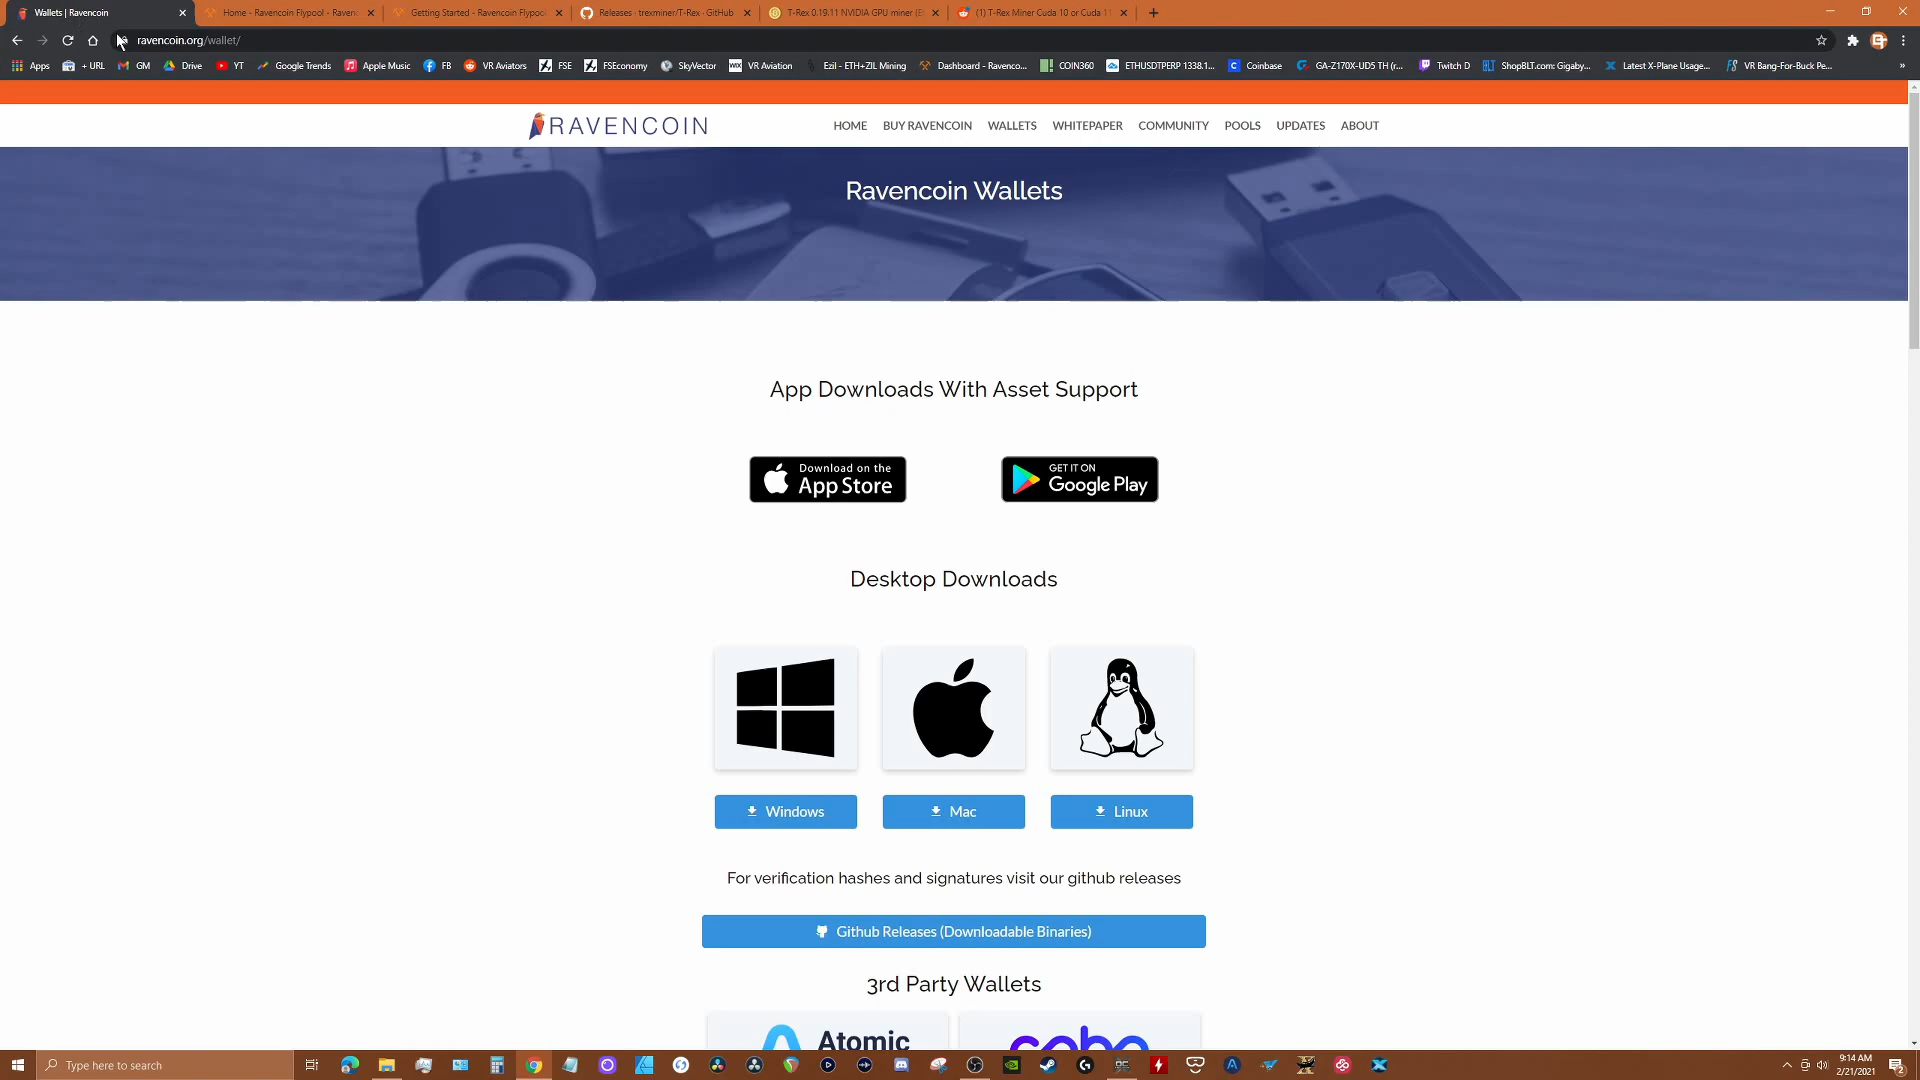 Wallets | Ravencoin
Home - Ravencoin Flypool - Raven
Getting Started - Ravencoin Flypool
Releases · trexminer/T-Rex · GitHub
T-Rex 0.19.11 NVIDIA GPU miner (E
(1) T-Rex Miner Cuda 10 or Cuda 11
ravencoin.org/wallet/
Apps
+ URL
GM
Drive
YT
Google Trends
Apple Music
FB
VR Aviators
FSE
FSEconomy
SkyVector
VR Aviation
Ezil - ETH+ZIL Mining
Dashboard - Ravenco...
COIN360
ETHUSDTPERP 1338.1...
Coinbase
GA-Z170X-UD5 TH (r...
Twitch D
ShopBLT.com: Gigaby...
Latest X-Plane Usage...
VR Bang-For-Buck Pe...
RAVENCOIN
HOME BUY RAVENCOIN WALLETS WHITEPAPER COMMUNITY POOLS UPDATES ABOUT
Ravencoin Wallets
App Downloads With Asset Support
Download on the
App Store
GET IT ON
Google Play
Desktop Downloads
Windows
Mac
Linux
For verification hashes and signatures visit our github releases
Github Releases (Downloadable Binaries)
3rd Party Wallets
Atomic
cobo
Type here to search
9:14 AM
2/21/2021